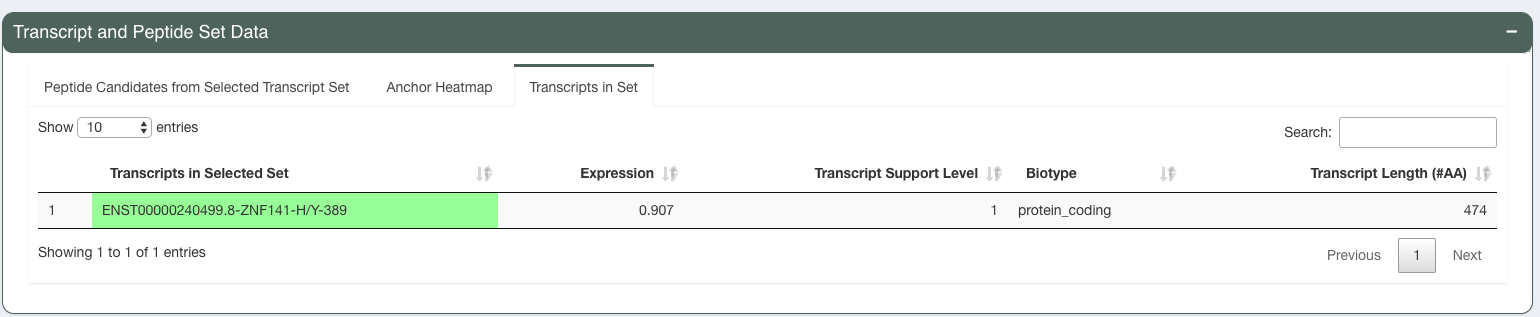 Transcript and Peptide Set Data
Peptide Candidates from Selected Transcript Set Anchor Heatmap Transcripts in Set
Show 10 entries Search:
Transcripts in Selected Set Expression Transcript Support Level Biotype Transcript Length (#AA)
1 ENST00000240499.8-ZNF141-H/Y-389 0.907 1 protein_coding 474
Showing 1 to 1 of 1 entries Previous 1 Next